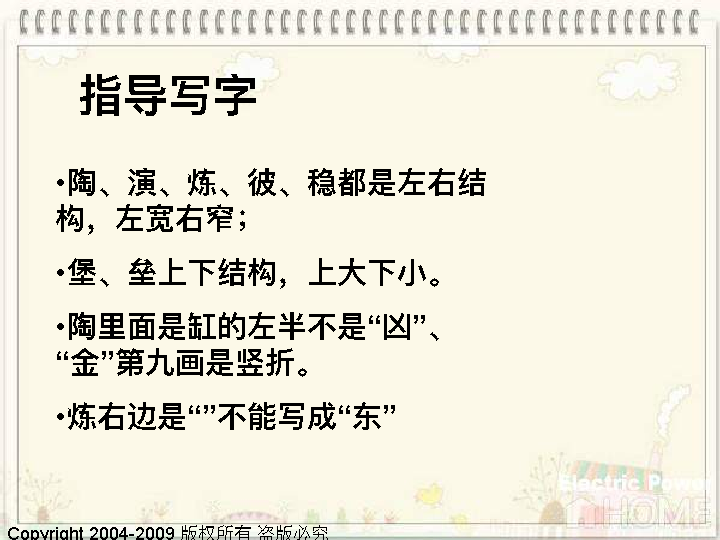 指导写字
•陶、演、炼、彼、稳都是左右结
构，左宽右窄；
•堡、垒上下结构，上大下小。
•陶里面是缸的左半不是“凶”、
“金”第九画是竖折。
•炼右边是“”不能写成“东”
Electric Power
HOME
Copyright 2004-2009 版权所有 盗版必究